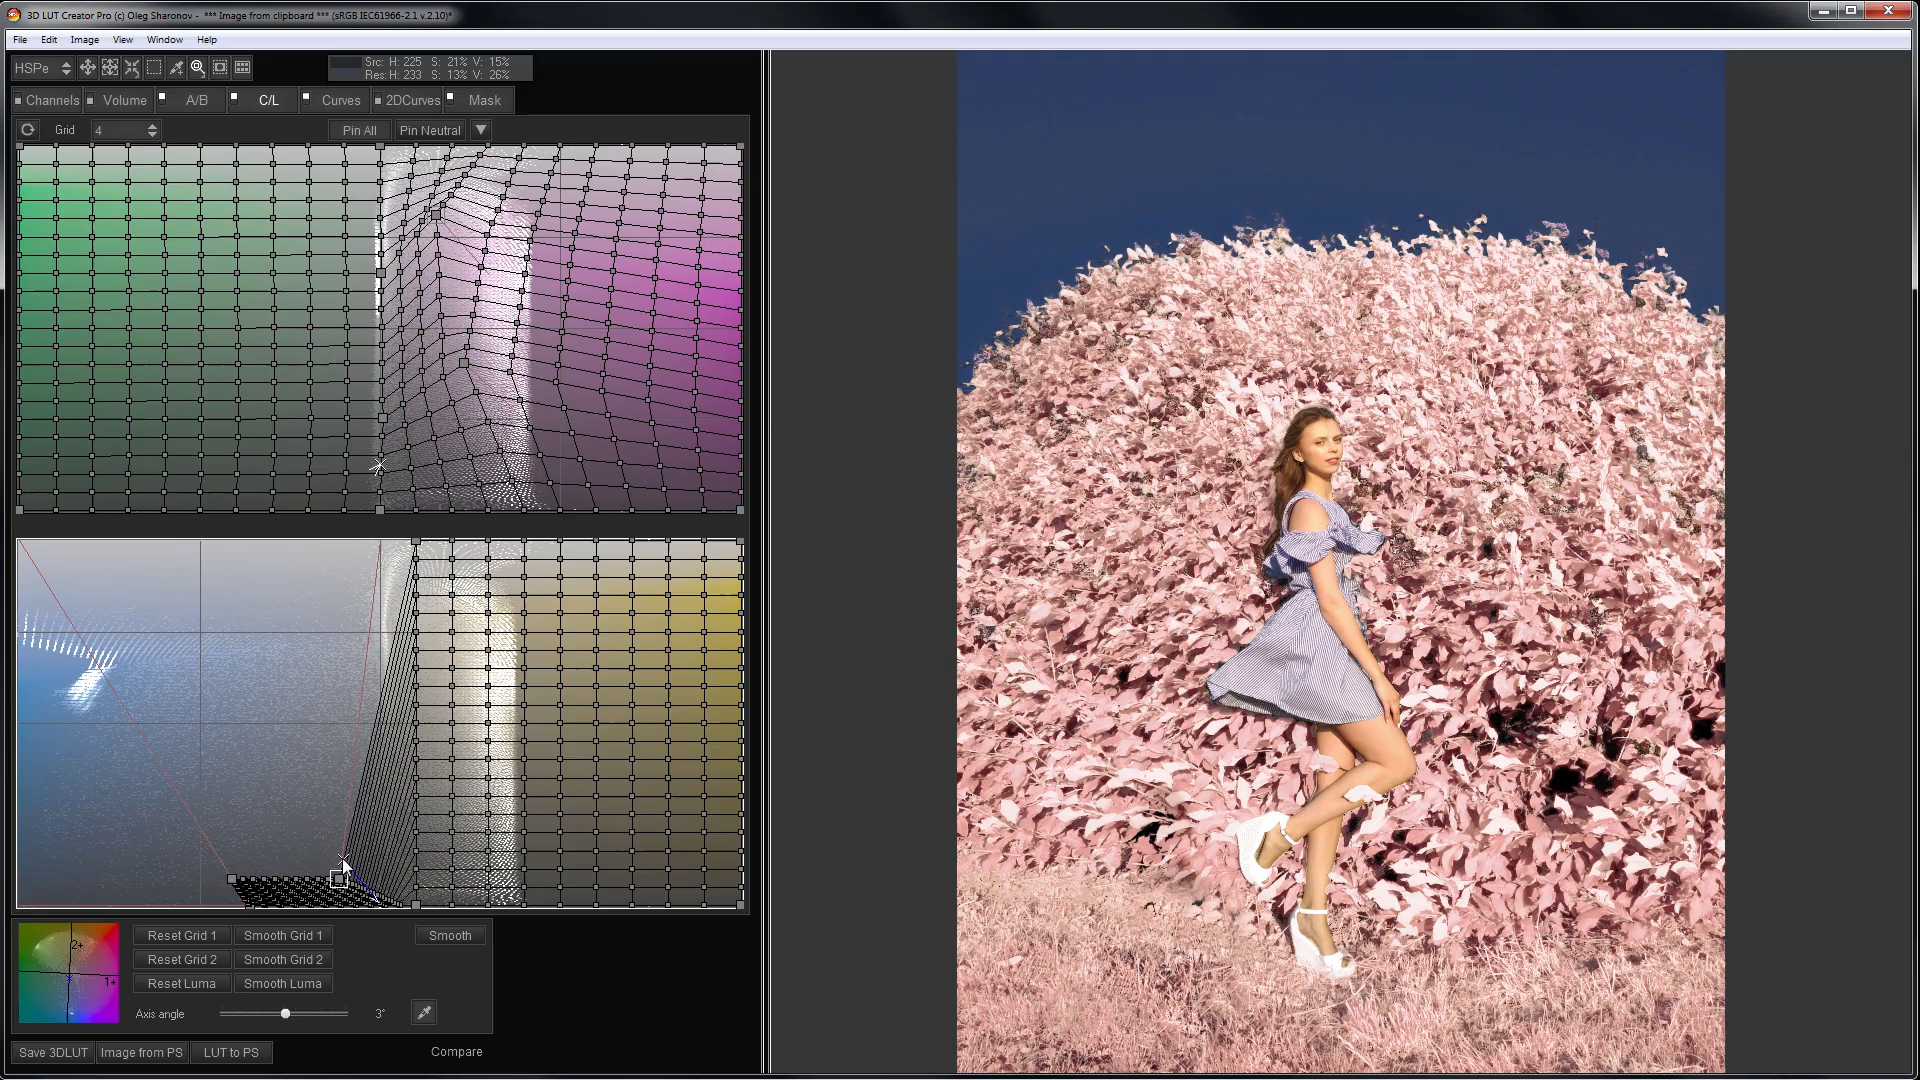 3D LUT Creator Pro (c) Oleg Sharonov - *** Image from clipboard *** (sRGB IEC61966-2.1 v.2.10)*
File Edit Image View Window Help
HSPe
Src: H: 225 S: 21% V: 15%
Res: H: 233 S: 13% V: 26%
Channels Volume A/B C/L Curves 2DCurves Mask
Grid 4 Pin All Pin Neutral
2+
1+
Reset Grid 1 Smooth Grid 1 Smooth
Reset Grid 2 Smooth Grid 2
Reset Luma Smooth Luma
Axis angle 3°
Save 3DLUT Image from PS LUT to PS Compare